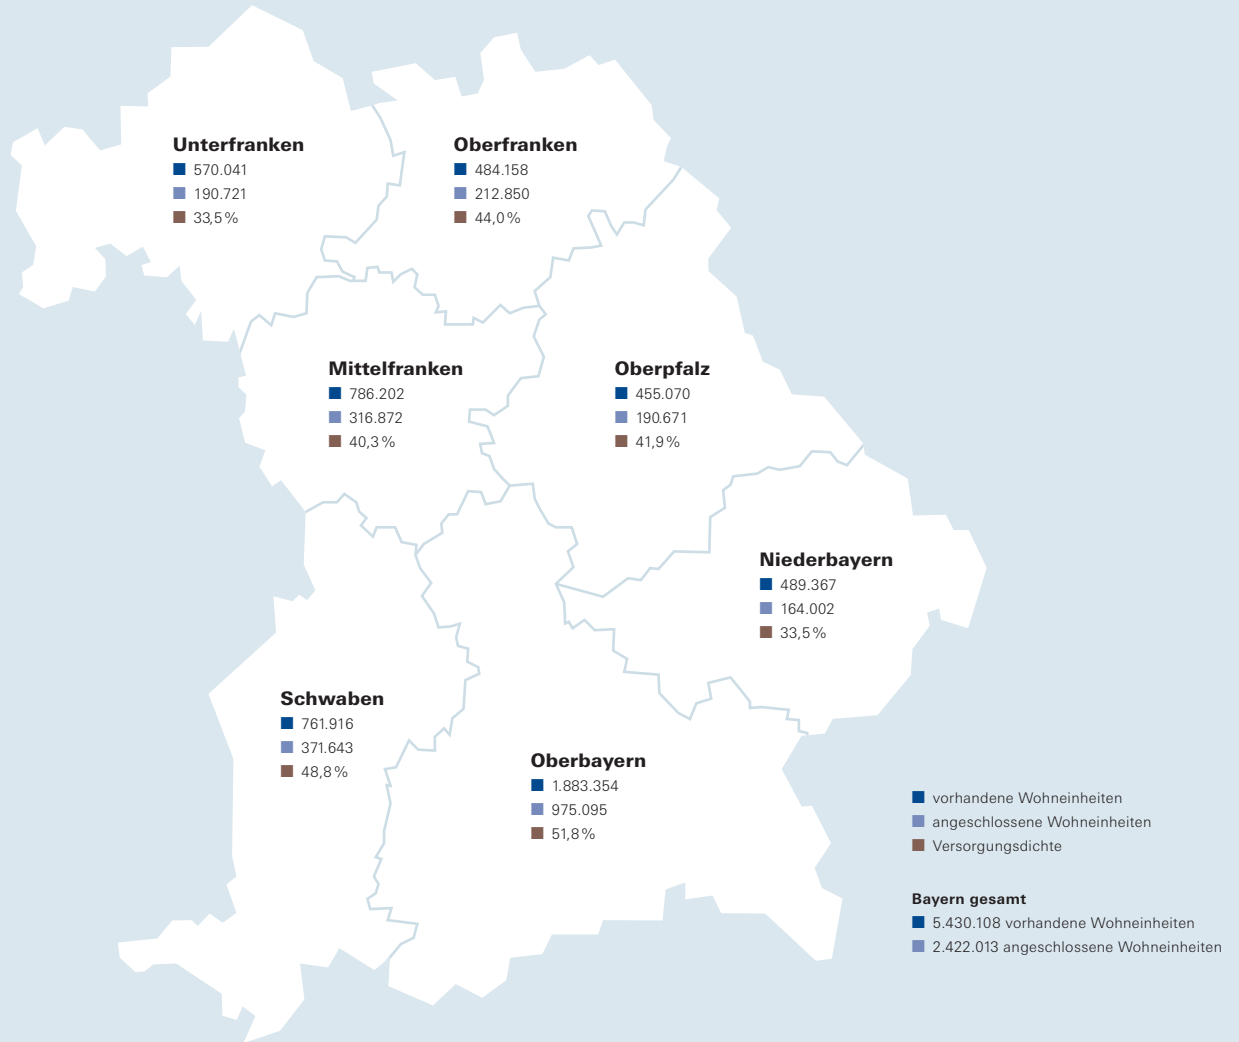 Unterfranken
570.041
190.721
33,5 %
Oberfranken
484.158
212.850
44,0 %
Mittelfranken
786.202
316.872
40,3 %
Oberpfalz
455.070
190.671
41,9 %
Niederbayern
489.367
164.002
33,5 %
Schwaben
761.916
371.643
48,8 %
Oberbayern
1.883.354
975.095
51,8 %
vorhandene Wohneinheiten
angeschlossene Wohneinheiten
Versorgungsdichte
Bayern gesamt
5.430.108 vorhandene Wohneinheiten
2.422.013 angeschlossene Wohneinheiten